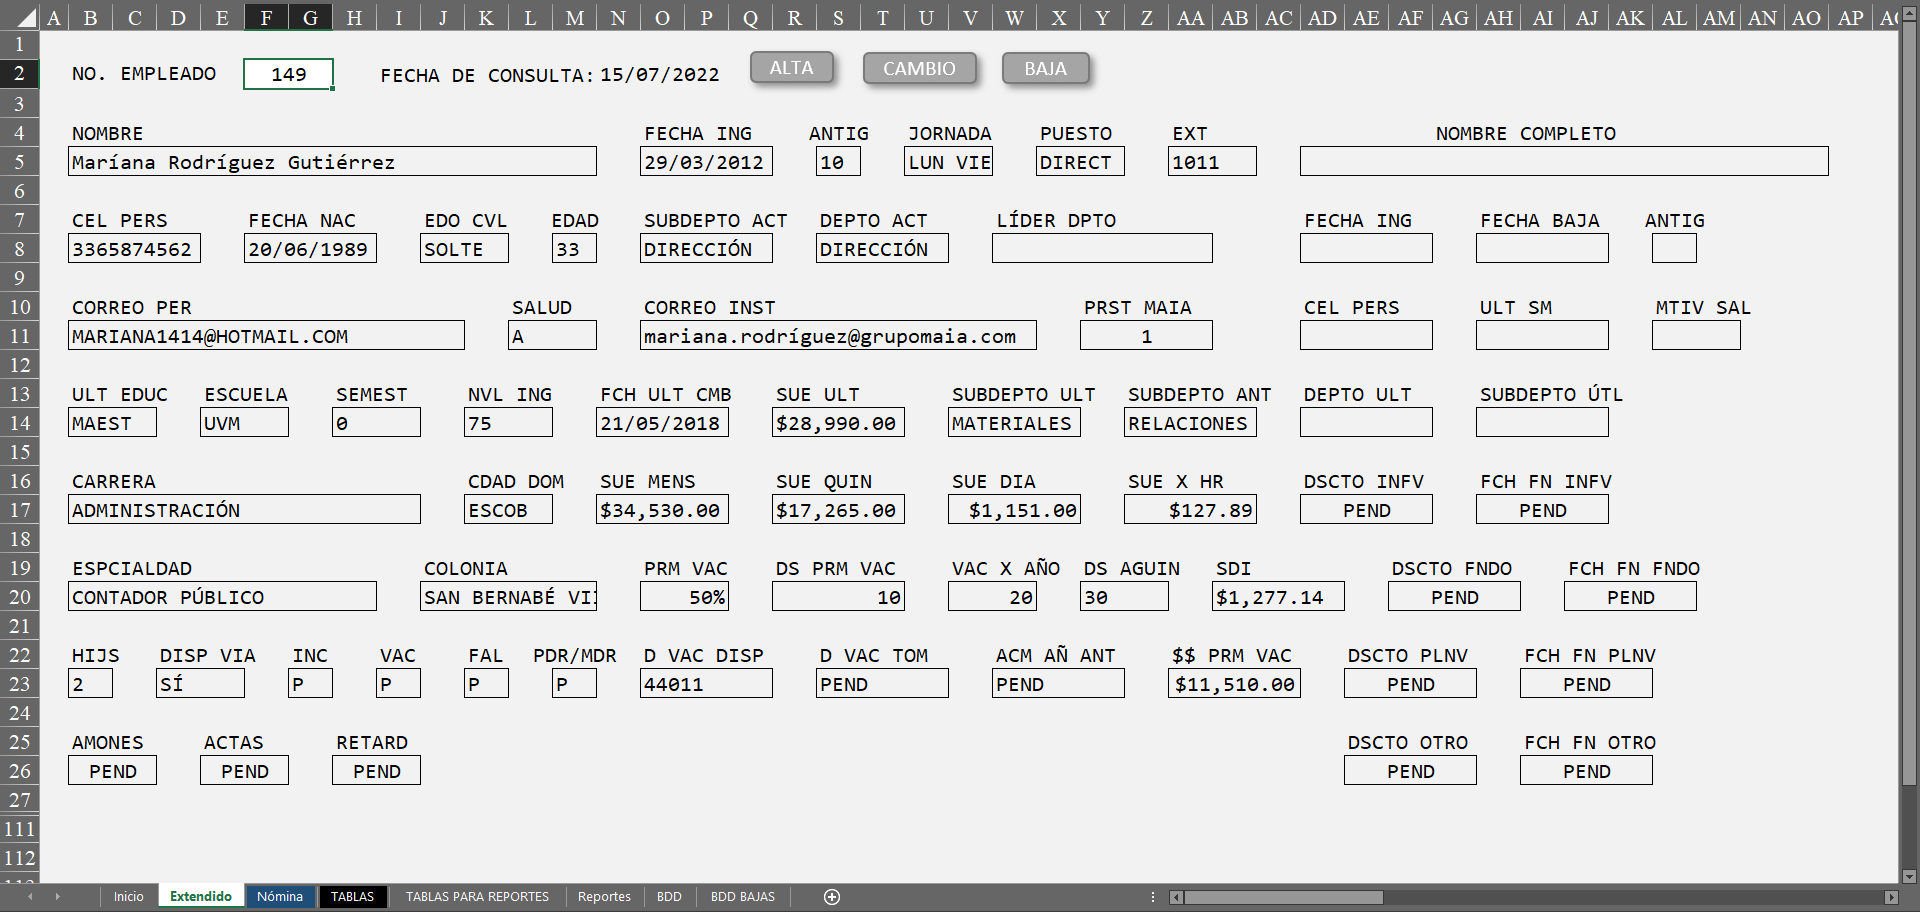 A B C D E F G H I J K L M N O P Q R S T U V W X Y Z AA AB AC AD AE AF AG AH AI AJ AK AL AM AN AO AP
1
2 NO. EMPLEADO 149 FECHA DE CONSULTA: 15/07/2022 ALTA CAMBIO BAJA
3
4 NOMBRE FECHA ING ANTIG JORNADA PUESTO EXT NOMBRE COMPLETO
5 Maríana Rodríguez Gutiérrez 29/03/2012 10 LUN VIE DIRECT 1011
6
7 CEL PERS FECHA NAC EDO CVL EDAD SUBDEPTO ACT DEPTO ACT LÍDER DPTO FECHA ING FECHA BAJA ANTIG
8 3365874562 20/06/1989 SOLTE 33 DIRECCIÓN DIRECCIÓN
9
10 CORREO PER SALUD CORREO INST PRST MAIA CEL PERS ULT SM MTIV SAL
11 MARIANA1414@HOTMAIL.COM A mariana.rodríguez@grupomaia.com 1
12
13 ULT EDUC ESCUELA SEMEST NVL ING FCH ULT CMB SUE ULT SUBDEPTO ULT SUBDEPTO ANT DEPTO ULT SUBDEPTO ÚTL
14 MAEST UVM 0 75 21/05/2018 $28,990.00 MATERIALES RELACIONES
15
16 CARRERA CDAD DOM SUE MENS SUE QUIN SUE DIA SUE X HR DSCTO INFV FCH FN INFV
17 ADMINISTRACIÓN ESCOB $34,530.00 $17,265.00 $1,151.00 $127.89 PEND PEND
18
19 ESPCIALDAD COLONIA PRM VAC DS PRM VAC VAC X AÑO DS AGUIN SDI DSCTO FNDO FCH FN FNDO
20 CONTADOR PÚBLICO SAN BERNABÉ VI 50% 10 20 30 $1,277.14 PEND PEND
21
22 HIJS DISP VIA INC VAC FAL PDR/MDR D VAC DISP D VAC TOM ACM AÑ ANT $$ PRM VAC DSCTO PLNV FCH FN PLNV
23 2 SÍ P P P P 44011 PEND PEND $11,510.00 PEND PEND
24
25 AMONES ACTAS RETARD DSCTO OTRO FCH FN OTRO
26 PEND PEND PEND PEND PEND
27
111
112
Inicio Extendido Nómina TABLAS TABLAS PARA REPORTES Reportes BDD BDD BAJAS